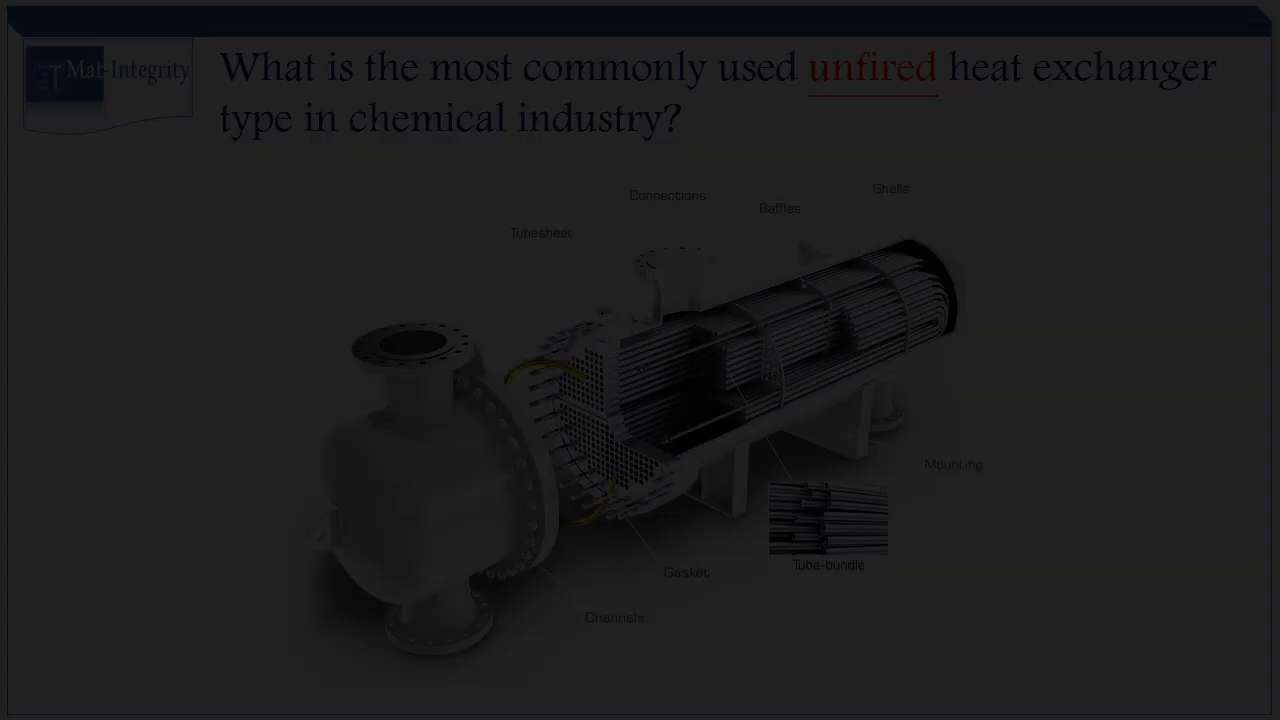 Mat-Integrity
What is the most commonly used unfired heat exchanger
type in chemical industry?
Shells
Connections
Baffles
Tubesheet
Mounting
Tube-bundle
Gasket
Channels